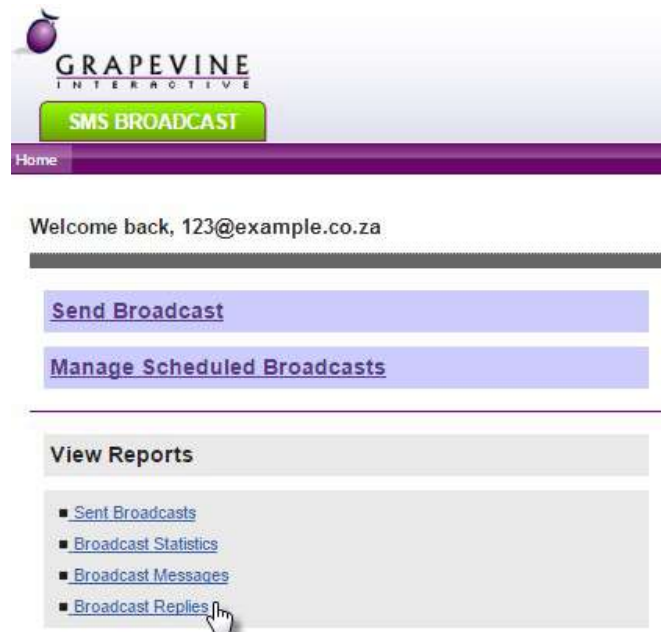 GRAPEVINE
INTERACTIVE
SMS BROADCAST
Home
Welcome back, 123@example.co.za
Send Broadcast
Manage Scheduled Broadcasts
View Reports
Sent Broadcasts
Broadcast Statistics
Broadcast Messages
Broadcast Replies